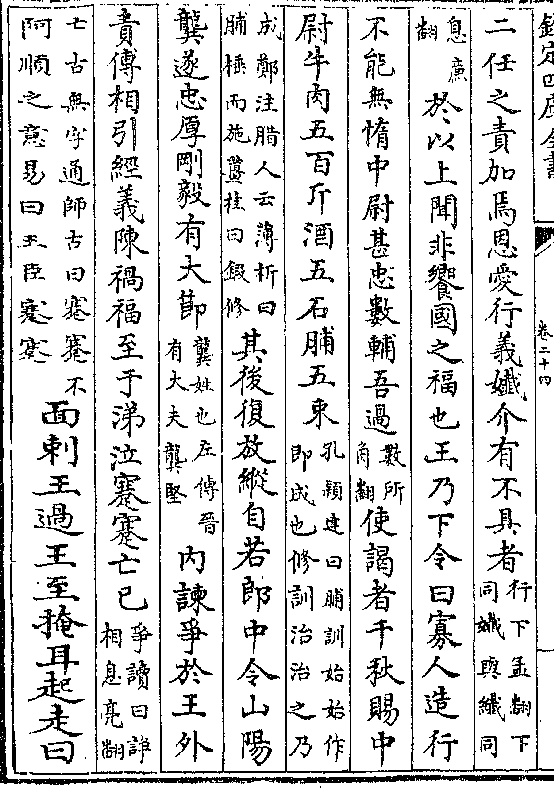 欽定四庫全書
卷二十四
二任之責加焉恩愛行義孅介有不具者行下孟翻下同孅與纖同
息亷翻於以上聞非饗國之福也王乃下令曰寡人造行
不能無惰中尉甚忠數輔吾過數所角翻使謁者千秋賜中
尉牛肉五百斤酒五石脯五束孔穎達曰脯訓始始作即成也修訓治治之乃
成鄭注腊人云薄析曰脯棰而施薑桂曰鍜修其後復放縱自若郎中令山陽
龔遂忠厚剛毅有大節龔姓也左傳晉有大夫龔堅内諫爭於王外
責傅相引經義陳禍福至于涕泣蹇蹇亡已爭讀曰諍相息亮翻
亡古無字通師古曰蹇蹇不阿順之意易曰王臣蹇蹇面刺王過王至掩耳起走曰